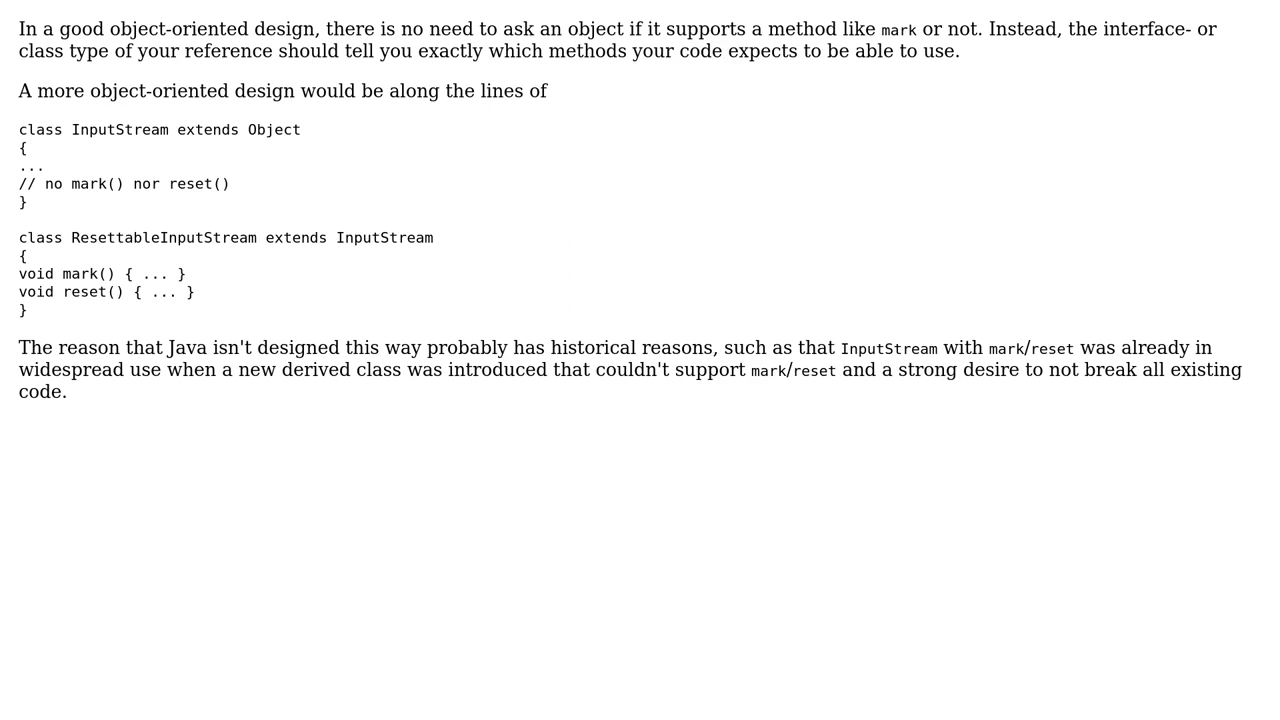 In a good object-oriented design, there is no need to ask an object if it supports a method like mark or not. Instead, the interface- or
class type of your reference should tell you exactly which methods your code expects to be able to use.
A more object-oriented design would be along the lines of
class InputStream extends Object
{
...
// no mark() nor reset()
}
class ResettableInputStream extends InputStream
{
void mark() { ... }
void reset() { ... }
}
The reason that Java isn't designed this way probably has historical reasons, such as that InputStream with mark/reset was already in
widespread use when a new derived class was introduced that couldn't support mark/reset and a strong desire to not break all existing
code.